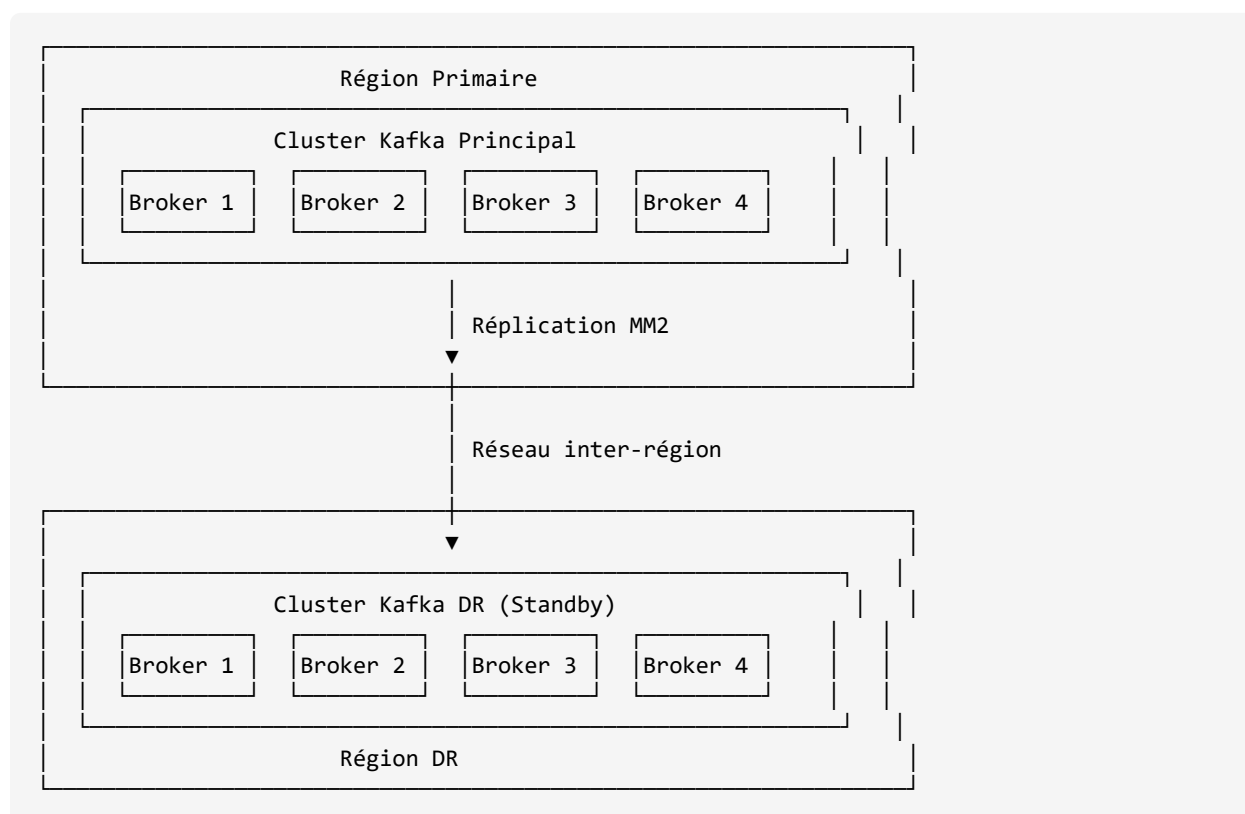 Région Primaire
Cluster Kafka Principal
Broker 1 Broker 2 Broker 3 Broker 4
Réplication MM2
Réseau inter-région
Cluster Kafka DR (Standby)
Broker 1 Broker 2 Broker 3 Broker 4
Région DR